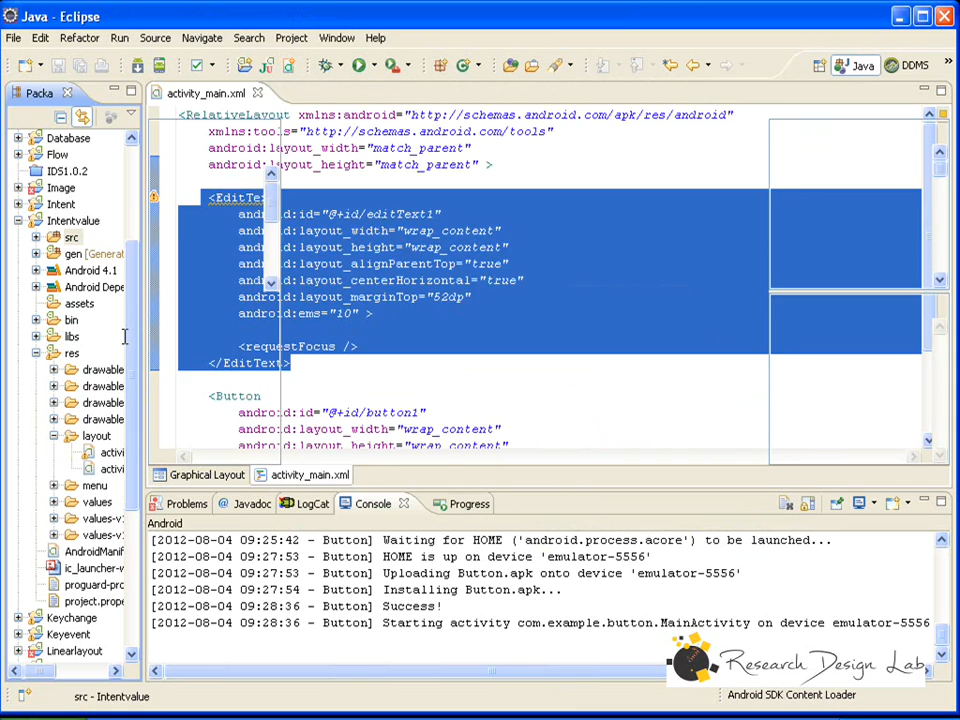 Java - Eclipse
File Edit Refactor Run Source Navigate Search Project Window Help
Java DDMS »
Packa
activity_main.xml
Database
Flow
IDS1.0.2
Image
Intent
Intentvalue
src
gen [Generat
Android 4.1
Android Depe
assets
bin
libs
res
drawable
drawable
drawable
drawable
layout
activi
activi
menu
values
values-v
values-v
AndroidManif
ic_launcher-w
proguard-pro
project.prope
Keychange
Keyevent
Linearlayout
<RelativeLayout xmlns:android="http://schemas.android.com/apk/res/android"
xmlns:tools="http://schemas.android.com/tools"
android:layout_width="match_parent"
android:layout_height="match_parent" >
<EditTex
android:id="@+id/editText1"
android:layout_width="wrap_content"
android:layout_height="wrap_content"
android:layout_alignParentTop="true"
android:layout_centerHorizontal="true"
android:layout_marginTop="52dp"
android:ems="10" >
<requestFocus />
</EditText>
<Button
android:id="@+id/button1"
android:layout_width="wrap_content"
android:layout_height="wrap_content"
Graphical Layout activity_main.xml
Problems @ Javadoc LogCat Console Progress
Android
[2012-08-04 09:25:42 - Button] Waiting for HOME ('android.process.acore') to be launched...
[2012-08-04 09:27:53 - Button] HOME is up on device 'emulator-5556'
[2012-08-04 09:27:53 - Button] Uploading Button.apk onto device 'emulator-5556'
[2012-08-04 09:27:54 - Button] Installing Button.apk...
[2012-08-04 09:28:36 - Button] Success!
[2012-08-04 09:28:36 - Button] Starting activity com.example.button.MainActivity on device emulator-5556
Research Design Lab
src - Intentvalue
Android SDK Content Loader